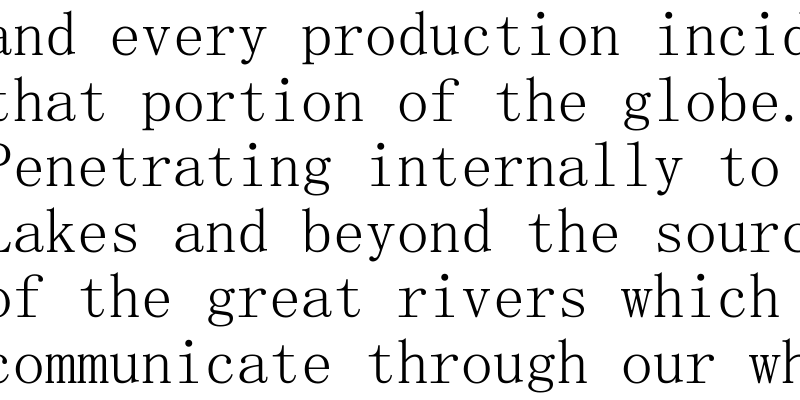 and every production incid
that portion of the globe.
Penetrating internally to
Lakes and beyond the sourc
of the great rivers which
communicate through our wh